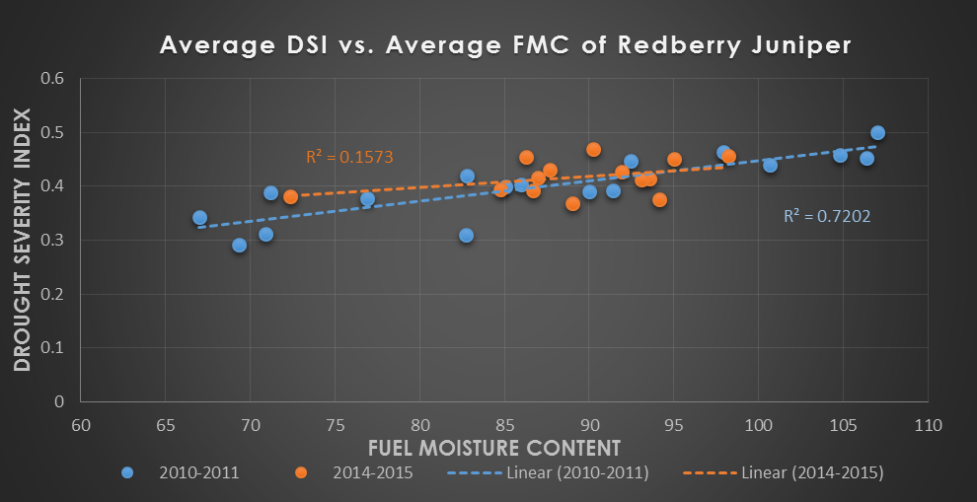 Average DSI vs. Average FMC of Redberry Juniper
DROUGHT SEVERITY INDEX
0.6
0.5
0.4
0.3
0.2
0.1
0
R² = 0.1573
R² = 0.7202
60 65 70 75 80 85 90 95 100 105 110
FUEL MOISTURE CONTENT
2010-2011 2014-2015 Linear (2010-2011) Linear (2014-2015)